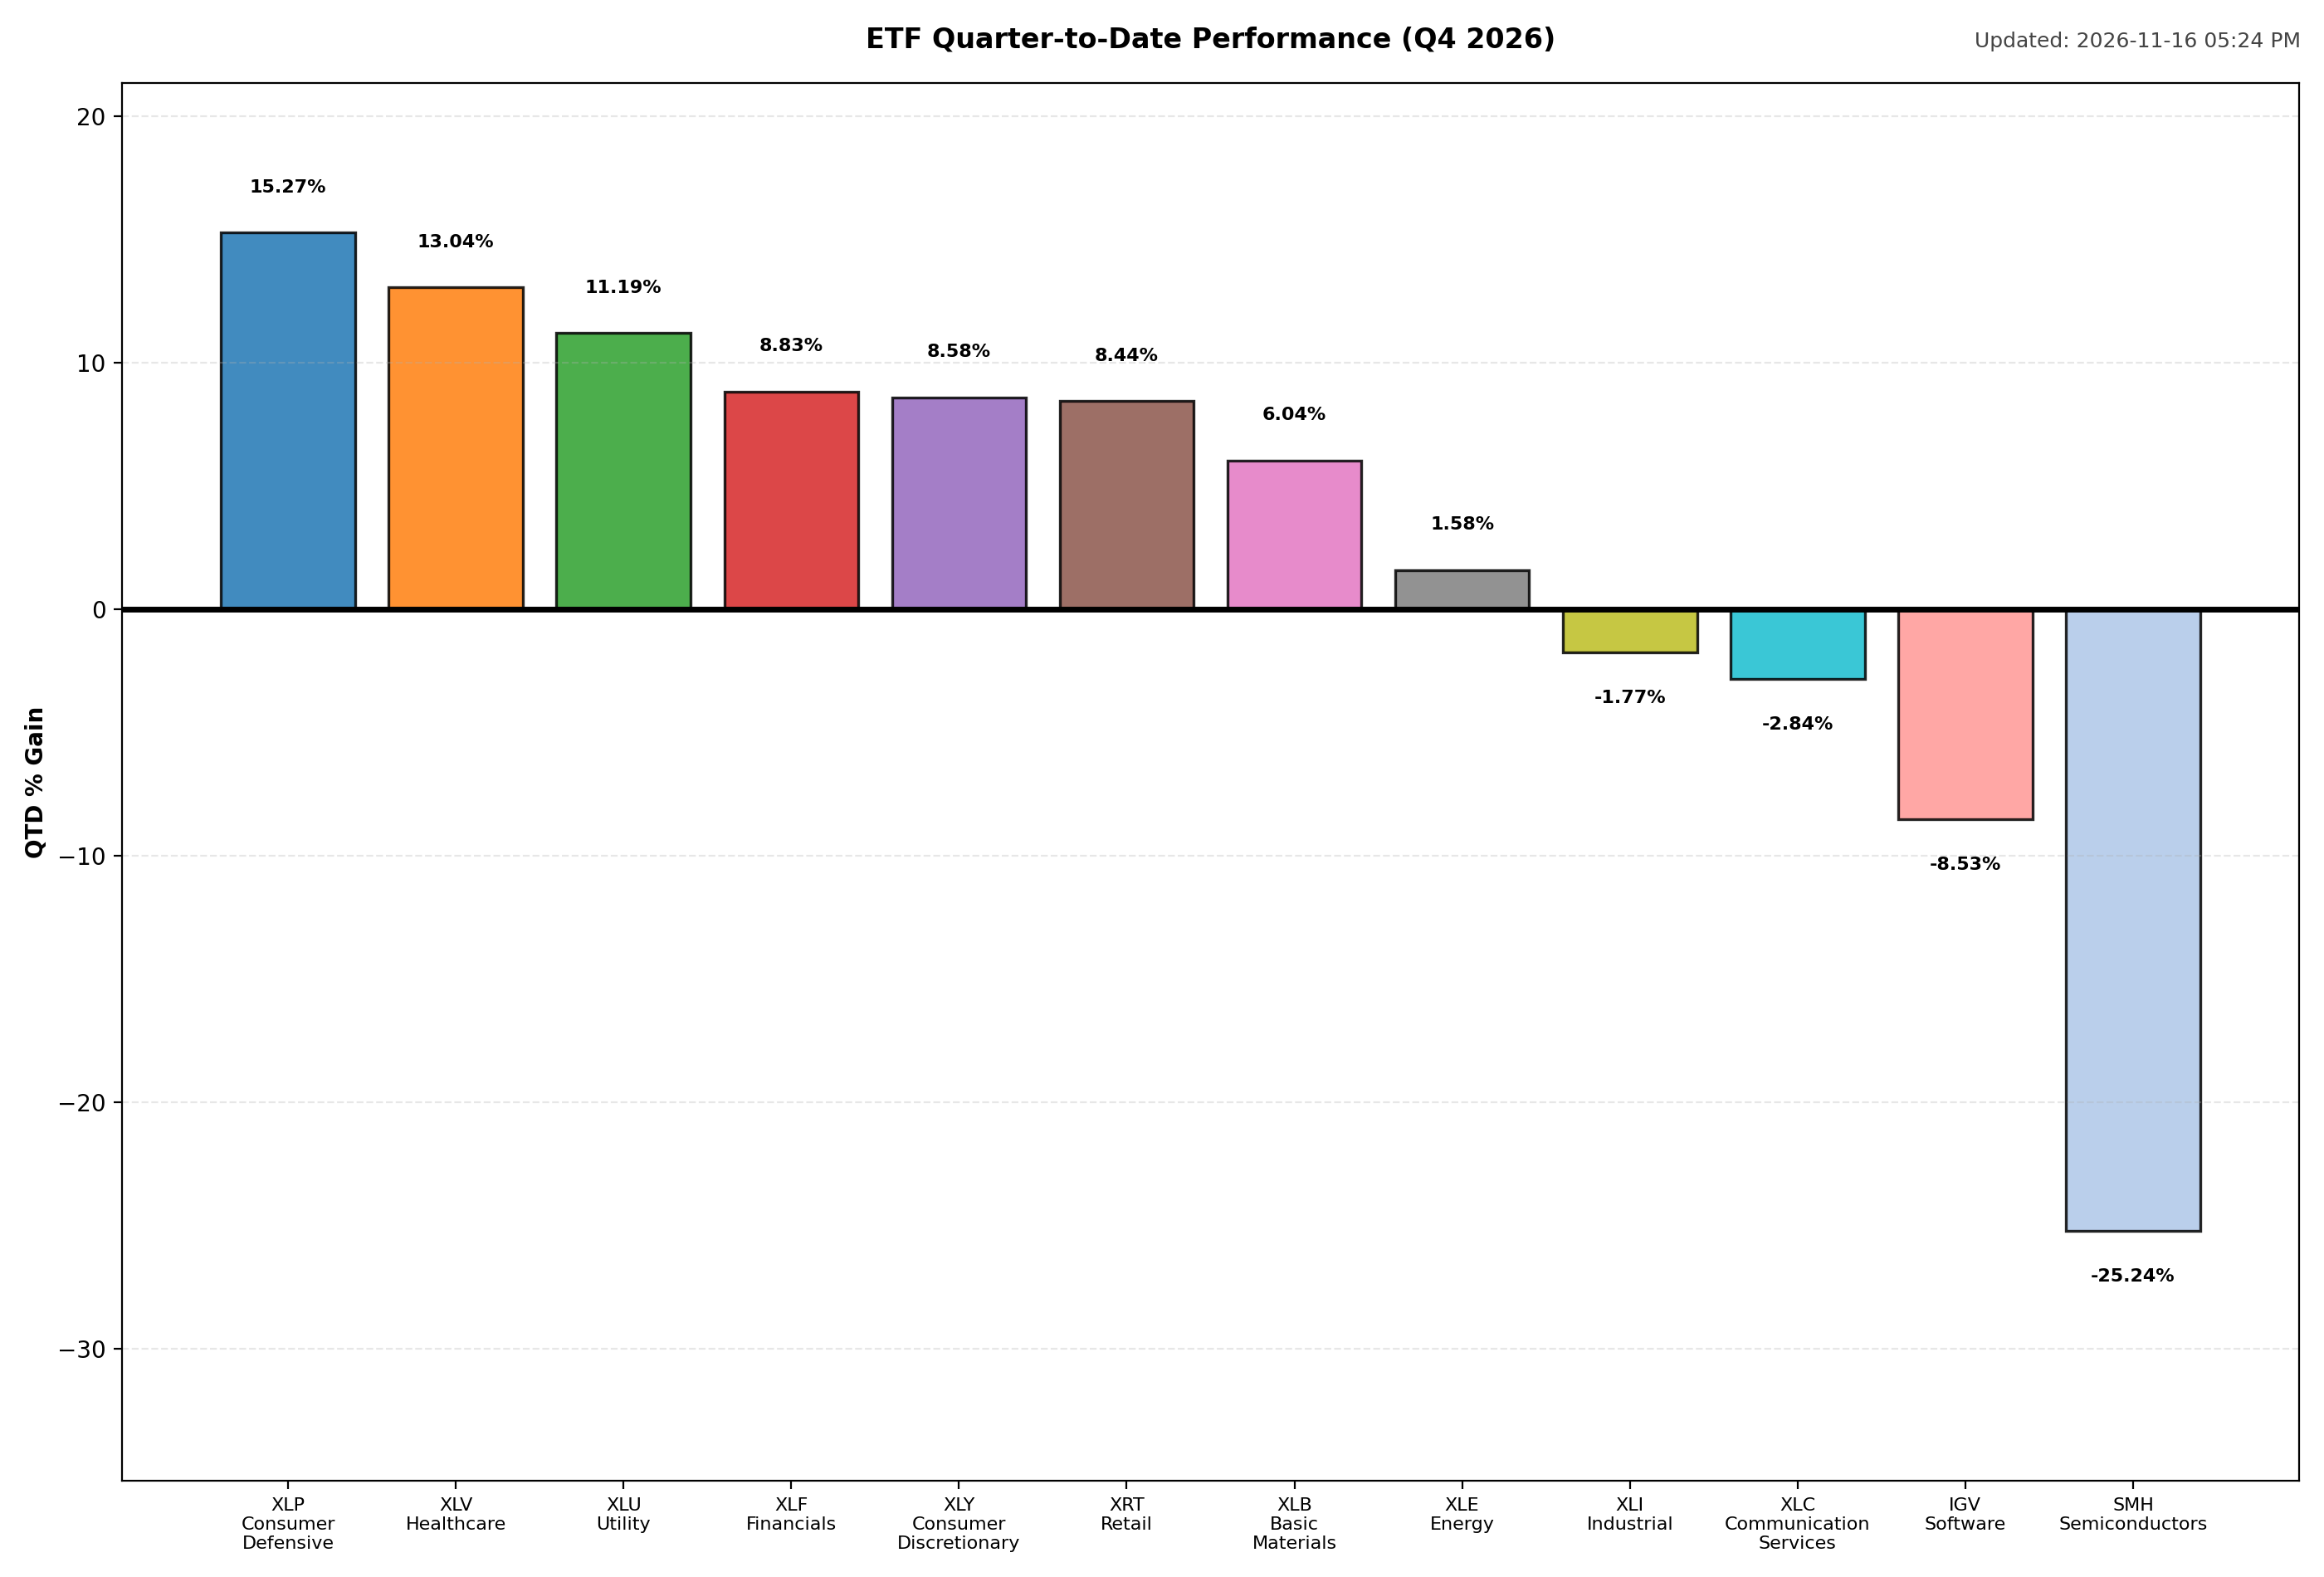 ETF Quarter-to-Date Performance (Q4 2026)
Updated: 2026-11-16 05:24 PM
QTD % Gain
20
10
0
−10
−20
−30
15.27%
13.04%
11.19%
8.83%
8.58%
8.44%
6.04%
1.58%
-1.77%
-2.84%
-8.53%
-25.24%
XLP
Consumer
Defensive
XLV
Healthcare
XLU
Utility
XLF
Financials
XLY
Consumer
Discretionary
XRT
Retail
XLB
Basic
Materials
XLE
Energy
XLI
Industrial
XLC
Communication
Services
IGV
Software
SMH
Semiconductors